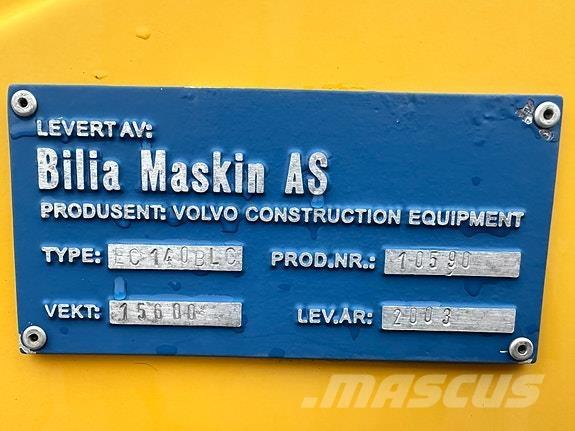 LEVERT AV:
Bilia Maskin AS
PRODUSENT: VOLVO CONSTRUCTION EQUIPMENT
TYPE: EC140BLC PROD.NR.: 10590
VEKT: 15600 LEV.ÅR: 2003
MASCUS